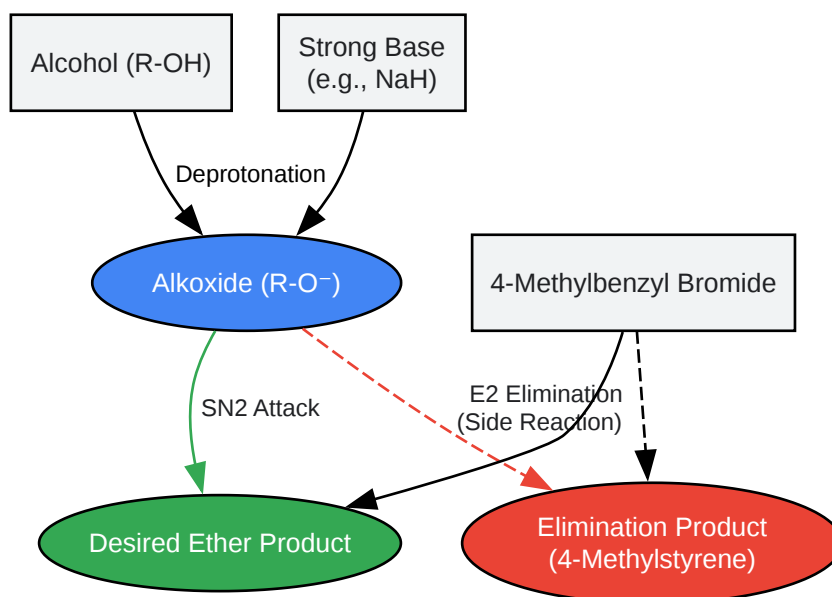 Alcohol (R-OH)
Strong Base
(e.g., NaH)
Deprotonation
Alkoxide (R-O⁻)
4-Methylbenzyl Bromide
SN2 Attack
E2 Elimination
(Side Reaction)
Desired Ether Product
Elimination Product
(4-Methylstyrene)